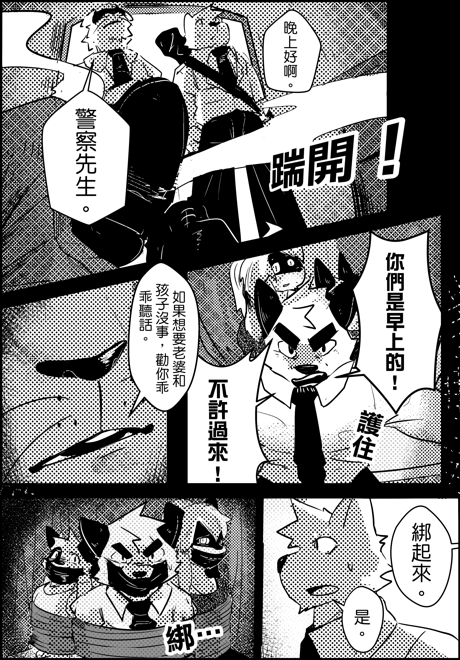 晚上好啊。
警察先生。
踹開！
你們是早上的！
不許過來！
護住
如果想要老婆和
孩子沒事，勸你乖
乖聽話。
綁起來。
是。
綁…